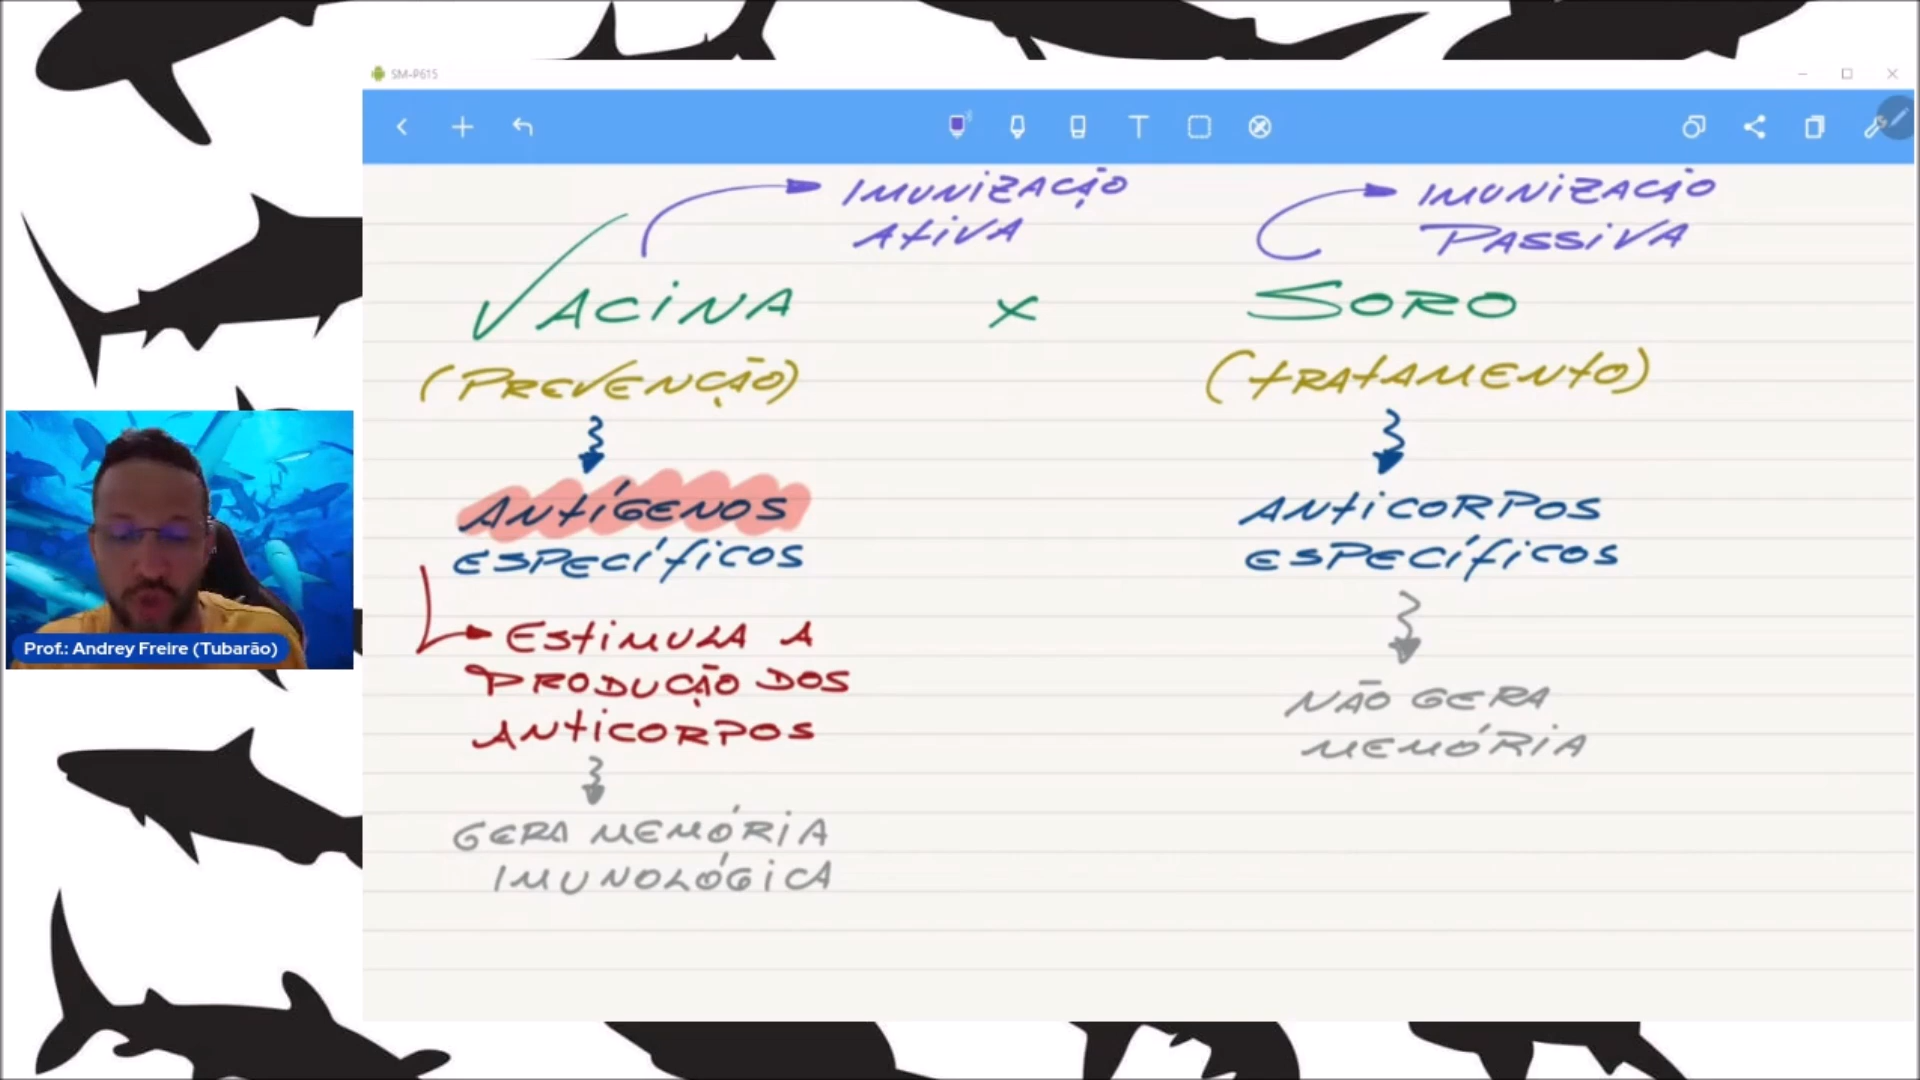 SM-P615
IMUNIZAÇÃO
ATIVA
IMUNIZAÇÃO
PASSIVA
VACINA
x
SORO
(PREVENÇÃO)
(TRATAMENTO)
ANTÍGENOS
ESPECÍFICOS
ANTICORPOS
ESPECÍFICOS
ESTIMULA A
PRODUÇÃO DOS
ANTICORPOS
NÃO GERA
MEMÓRIA
GERA MEMÓRIA
IMUNOLÓGICA
Prof.: Andrey Freire (Tubarão)